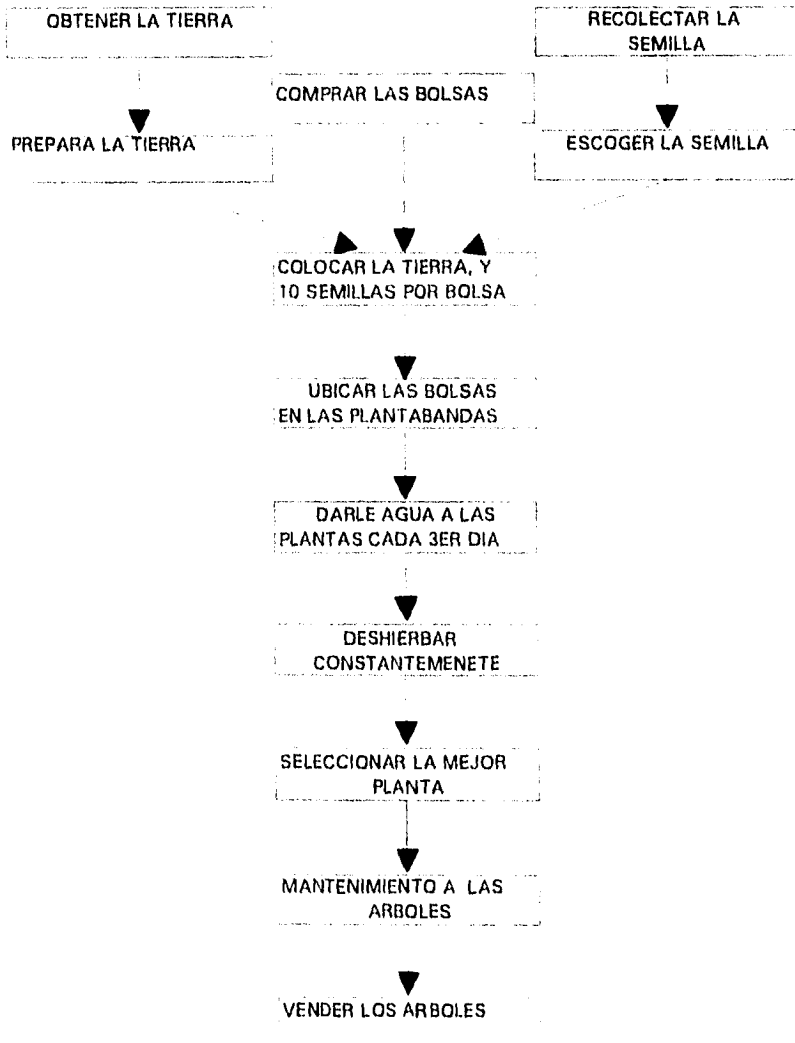 OBTENER LA TIERRA
RECOLECTAR LA
SEMILLA
COMPRAR LAS BOLSAS
PREPARA LA TIERRA
ESCOGER LA SEMILLA
COLOCAR LA TIERRA, Y
10 SEMILLAS POR BOLSA
UBICAR LAS BOLSAS
EN LAS PLANTABANDAS
DARLE AGUA A LAS
PLANTAS CADA 3ER DIA
DESHIERBAR
CONSTANTEMENETE
SELECCIONAR LA MEJOR
PLANTA
MANTENIMIENTO A LAS
ARBOLES
VENDER LOS ARBOLES